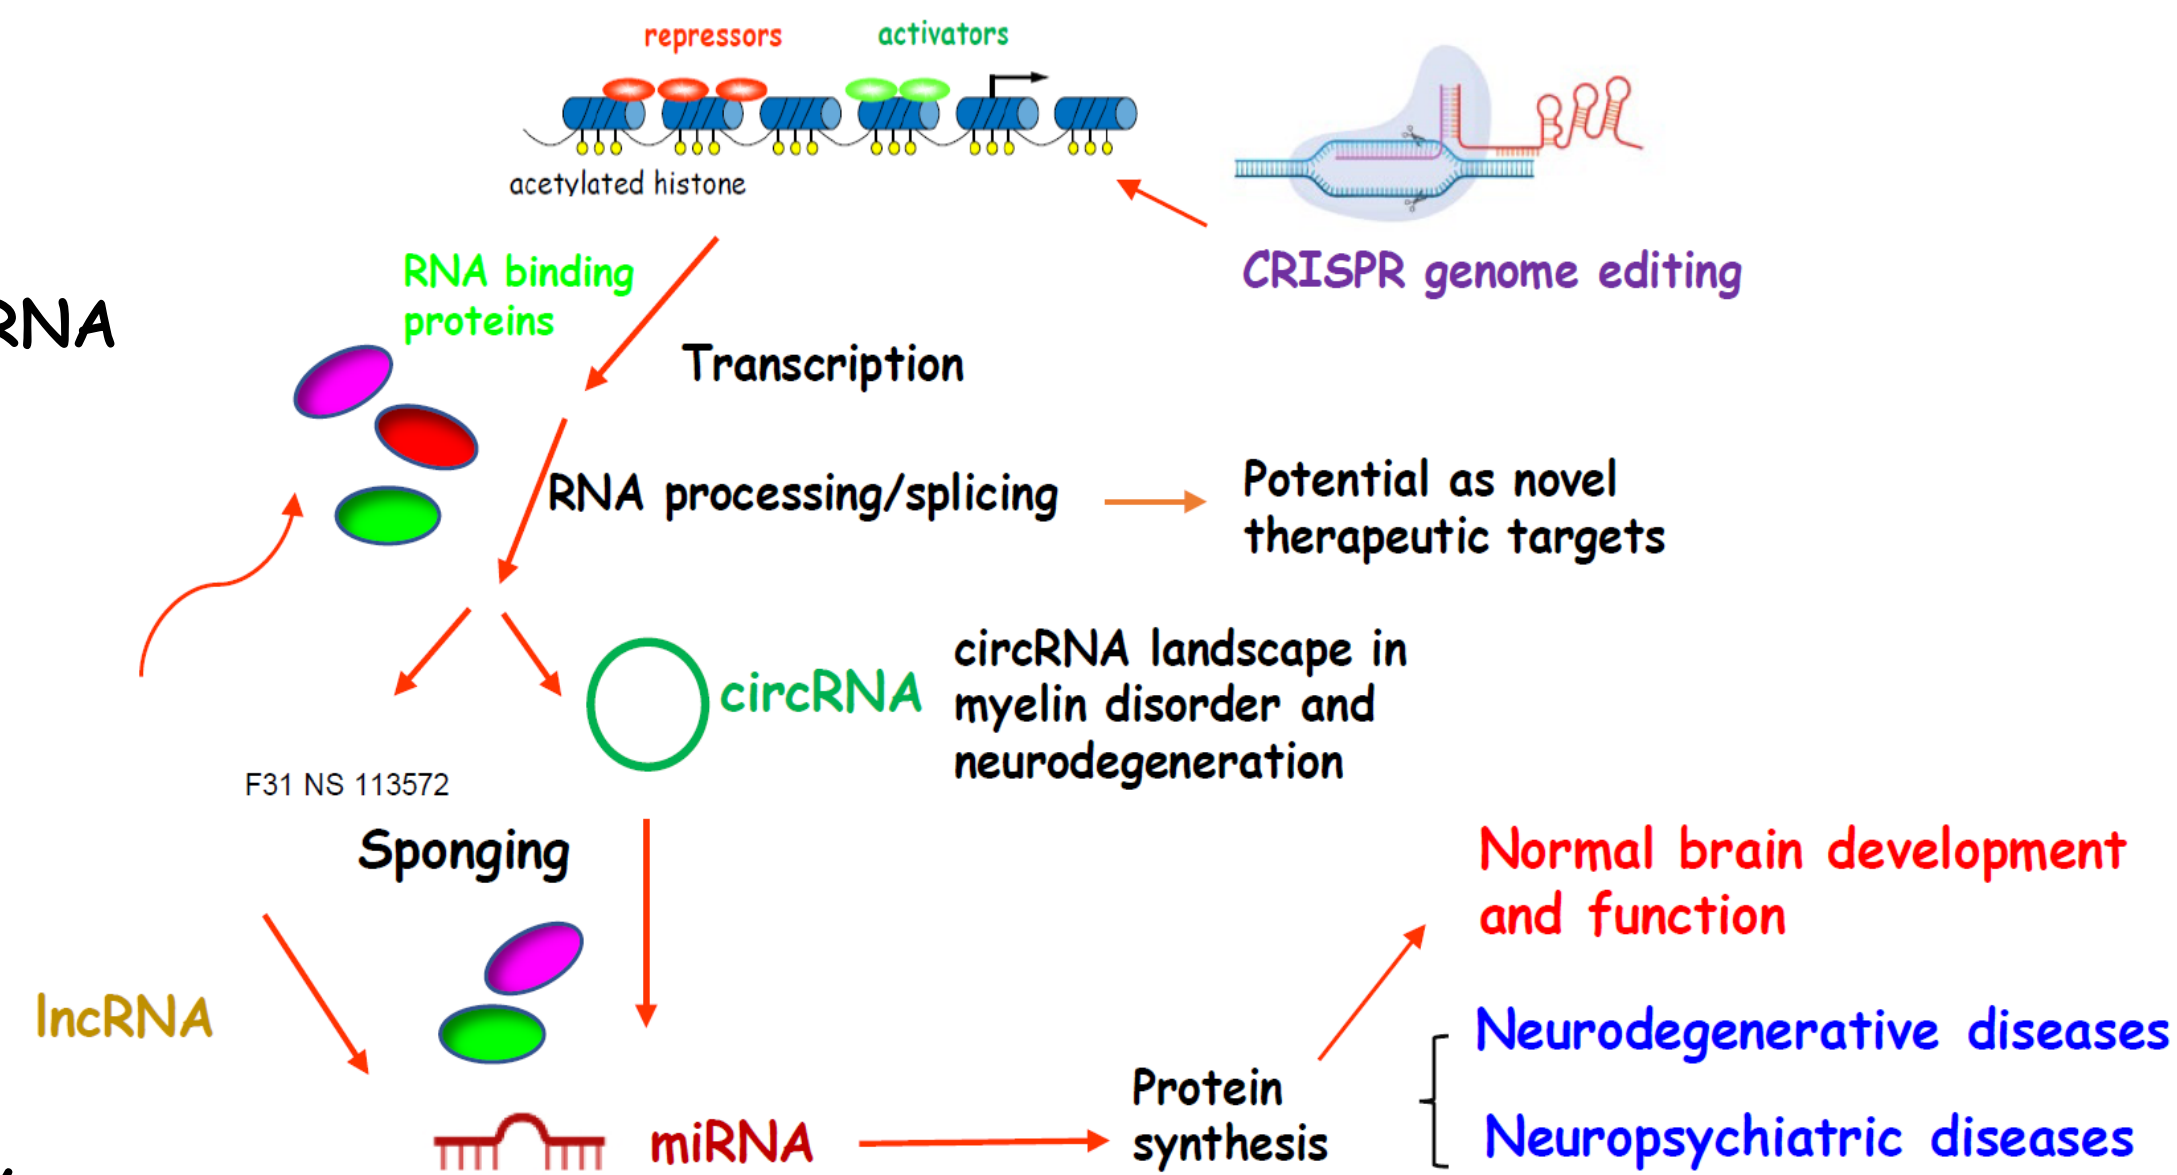 repressors
activators
acetylated histone
CRISPR genome editing
RNA binding
proteins
RNA
Transcription
RNA processing/splicing
Potential as novel
therapeutic targets
circRNA
circRNA landscape in
myelin disorder and
neurodegeneration
F31 NS 113572
Sponging
Normal brain development
and function
lncRNA
Neurodegenerative diseases
Protein
synthesis
miRNA
Neuropsychiatric diseases